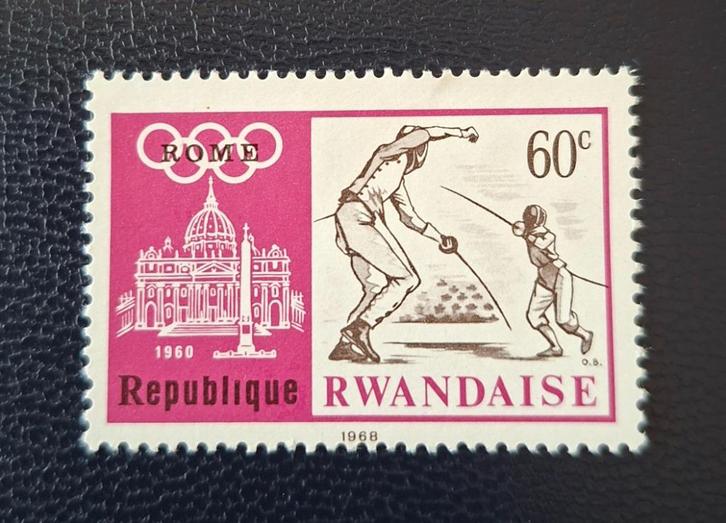 ROME
60c
1960
O.B.
Republique RWANDAISE
1968